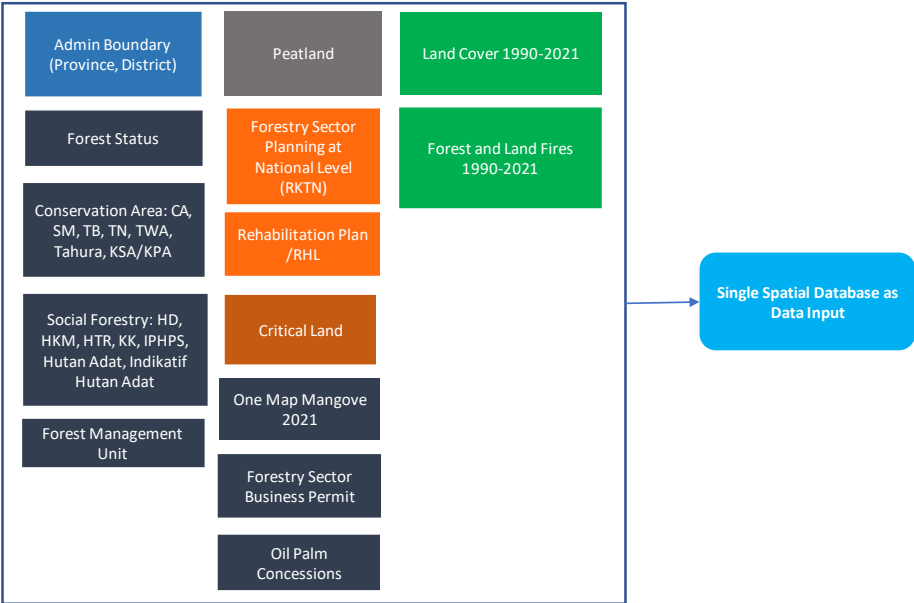 Admin Boundary
(Province, District)
Forest Status
Conservation Area: CA,
SM, TB, TN, TWA,
Tahura, KSA/KPA
Social Forestry: HD,
HKM, HTR, KK, IPHPS,
Hutan Adat, Indikatif
Hutan Adat
Forest Management
Unit
Peatland
Forestry Sector
Planning at
National Level
(RKTN)
Rehabilitation Plan
/RHL
Critical Land
One Map Mangove
2021
Forestry Sector
Business Permit
Oil Palm
Concessions
Land Cover 1990-2021
Forest and Land Fires
1990-2021
Single Spatial Database as
Data Input